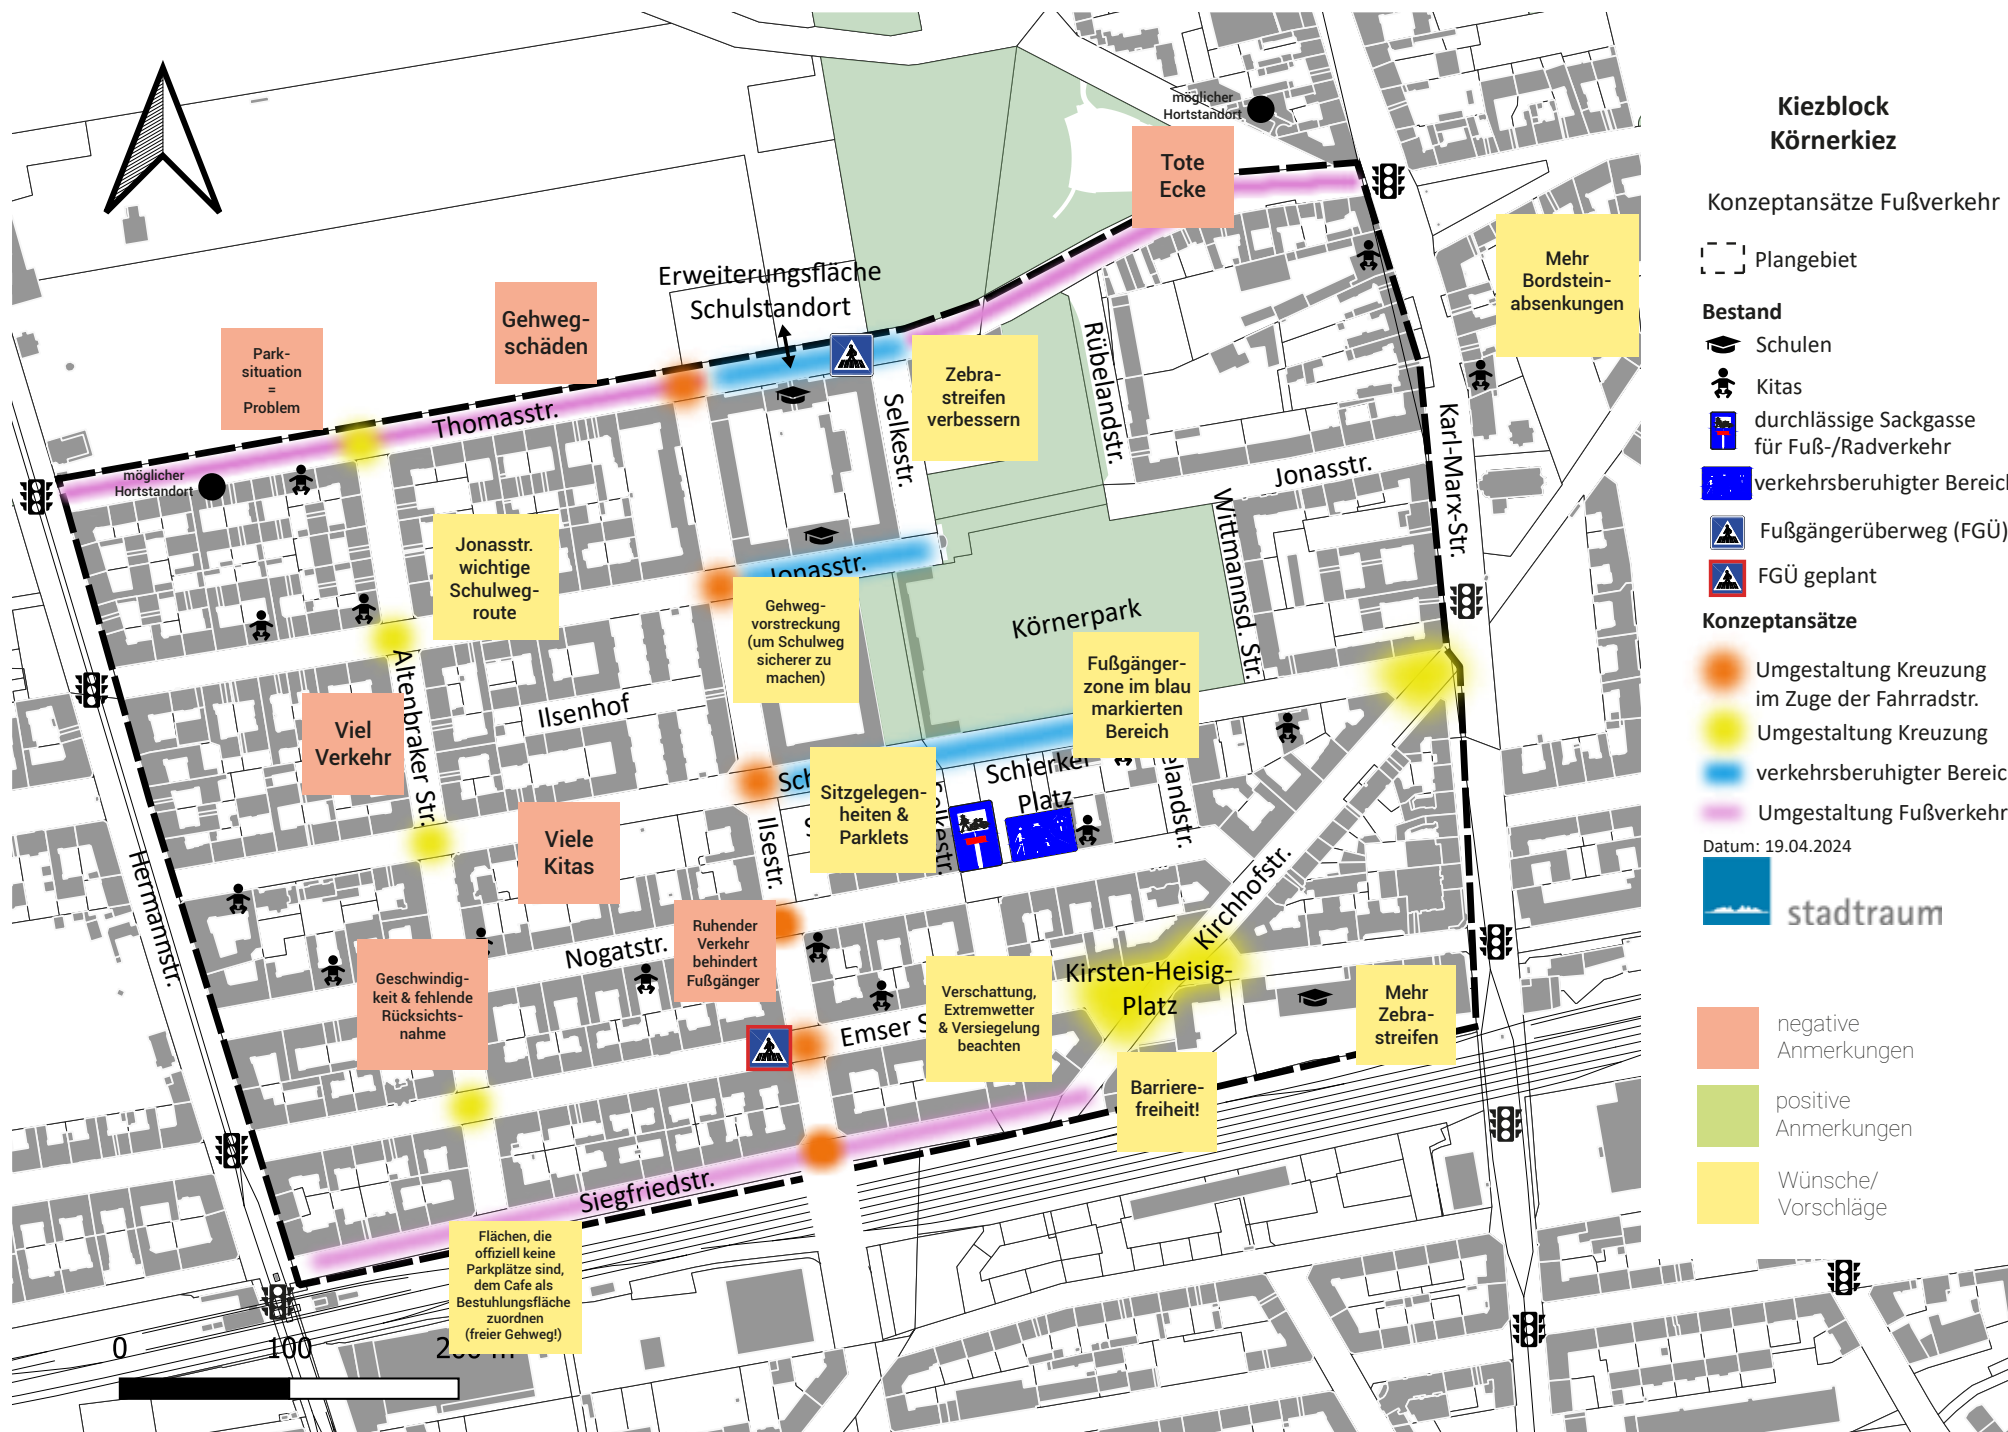 möglicher
Hortstandort
Tote
Ecke
Erweiterungsfläche
Schulstandort
Gehweg-
schäden
Park-
situation
=
Problem
Thomasstr.
möglicher
Hortstandort
Zebra-
streifen
verbessern
Selkestr.
Rübelandstr.
Mehr
Bordstein-
absenkungen
Karl-Marx-Str.
Jonasstr.
Wittmannsd. Str.
Jonasstr.
wichtige
Schulweg-
route
Jonasstr.
Gehweg-
vorstreckung
(um Schulweg
sicherer zu
machen)
Körnerpark
Fußgänger-
zone im blau
markierten
Bereich
Altenbraker Str.
Ilsenhof
Viel
Verkehr
Viele
Kitas
Sch
Sitzgelegen-
heiten &
Parklets
Schierker
Platz
elkestr.
elandstr.
Ilsestr.
Hermannstr.
Kirchhofstr.
Nogatstr.
Ruhender
Verkehr
behindert
Fußgänger
Geschwindig-
keit & fehlende
Rücksichts-
nahme
Emser S
Verschattung,
Extremwetter
& Versiegelung
beachten
Kirsten-Heisig-
Platz
Mehr
Zebra-
streifen
Barriere-
freiheit!
Siegfriedstr.
Flächen, die
offiziell keine
Parkplätze sind,
dem Cafe als
Bestuhlungsfläche
zuordnen
(freier Gehweg!)
0 100 200 m
Kiezblock
Körnerkiez
Konzeptansätze Fußverkehr
Plangebiet
Bestand
Schulen
Kitas
durchlässige Sackgasse
für Fuß-/Radverkehr
verkehrsberuhigter Bereich
Fußgängerüberweg (FGÜ)
FGÜ geplant
Konzeptansätze
Umgestaltung Kreuzung
im Zuge der Fahrradstr.
Umgestaltung Kreuzung
verkehrsberuhigter Bereic
Umgestaltung Fußverkehr
Datum: 19.04.2024
stadtraum
negative
Anmerkungen
positive
Anmerkungen
Wünsche/
Vorschläge